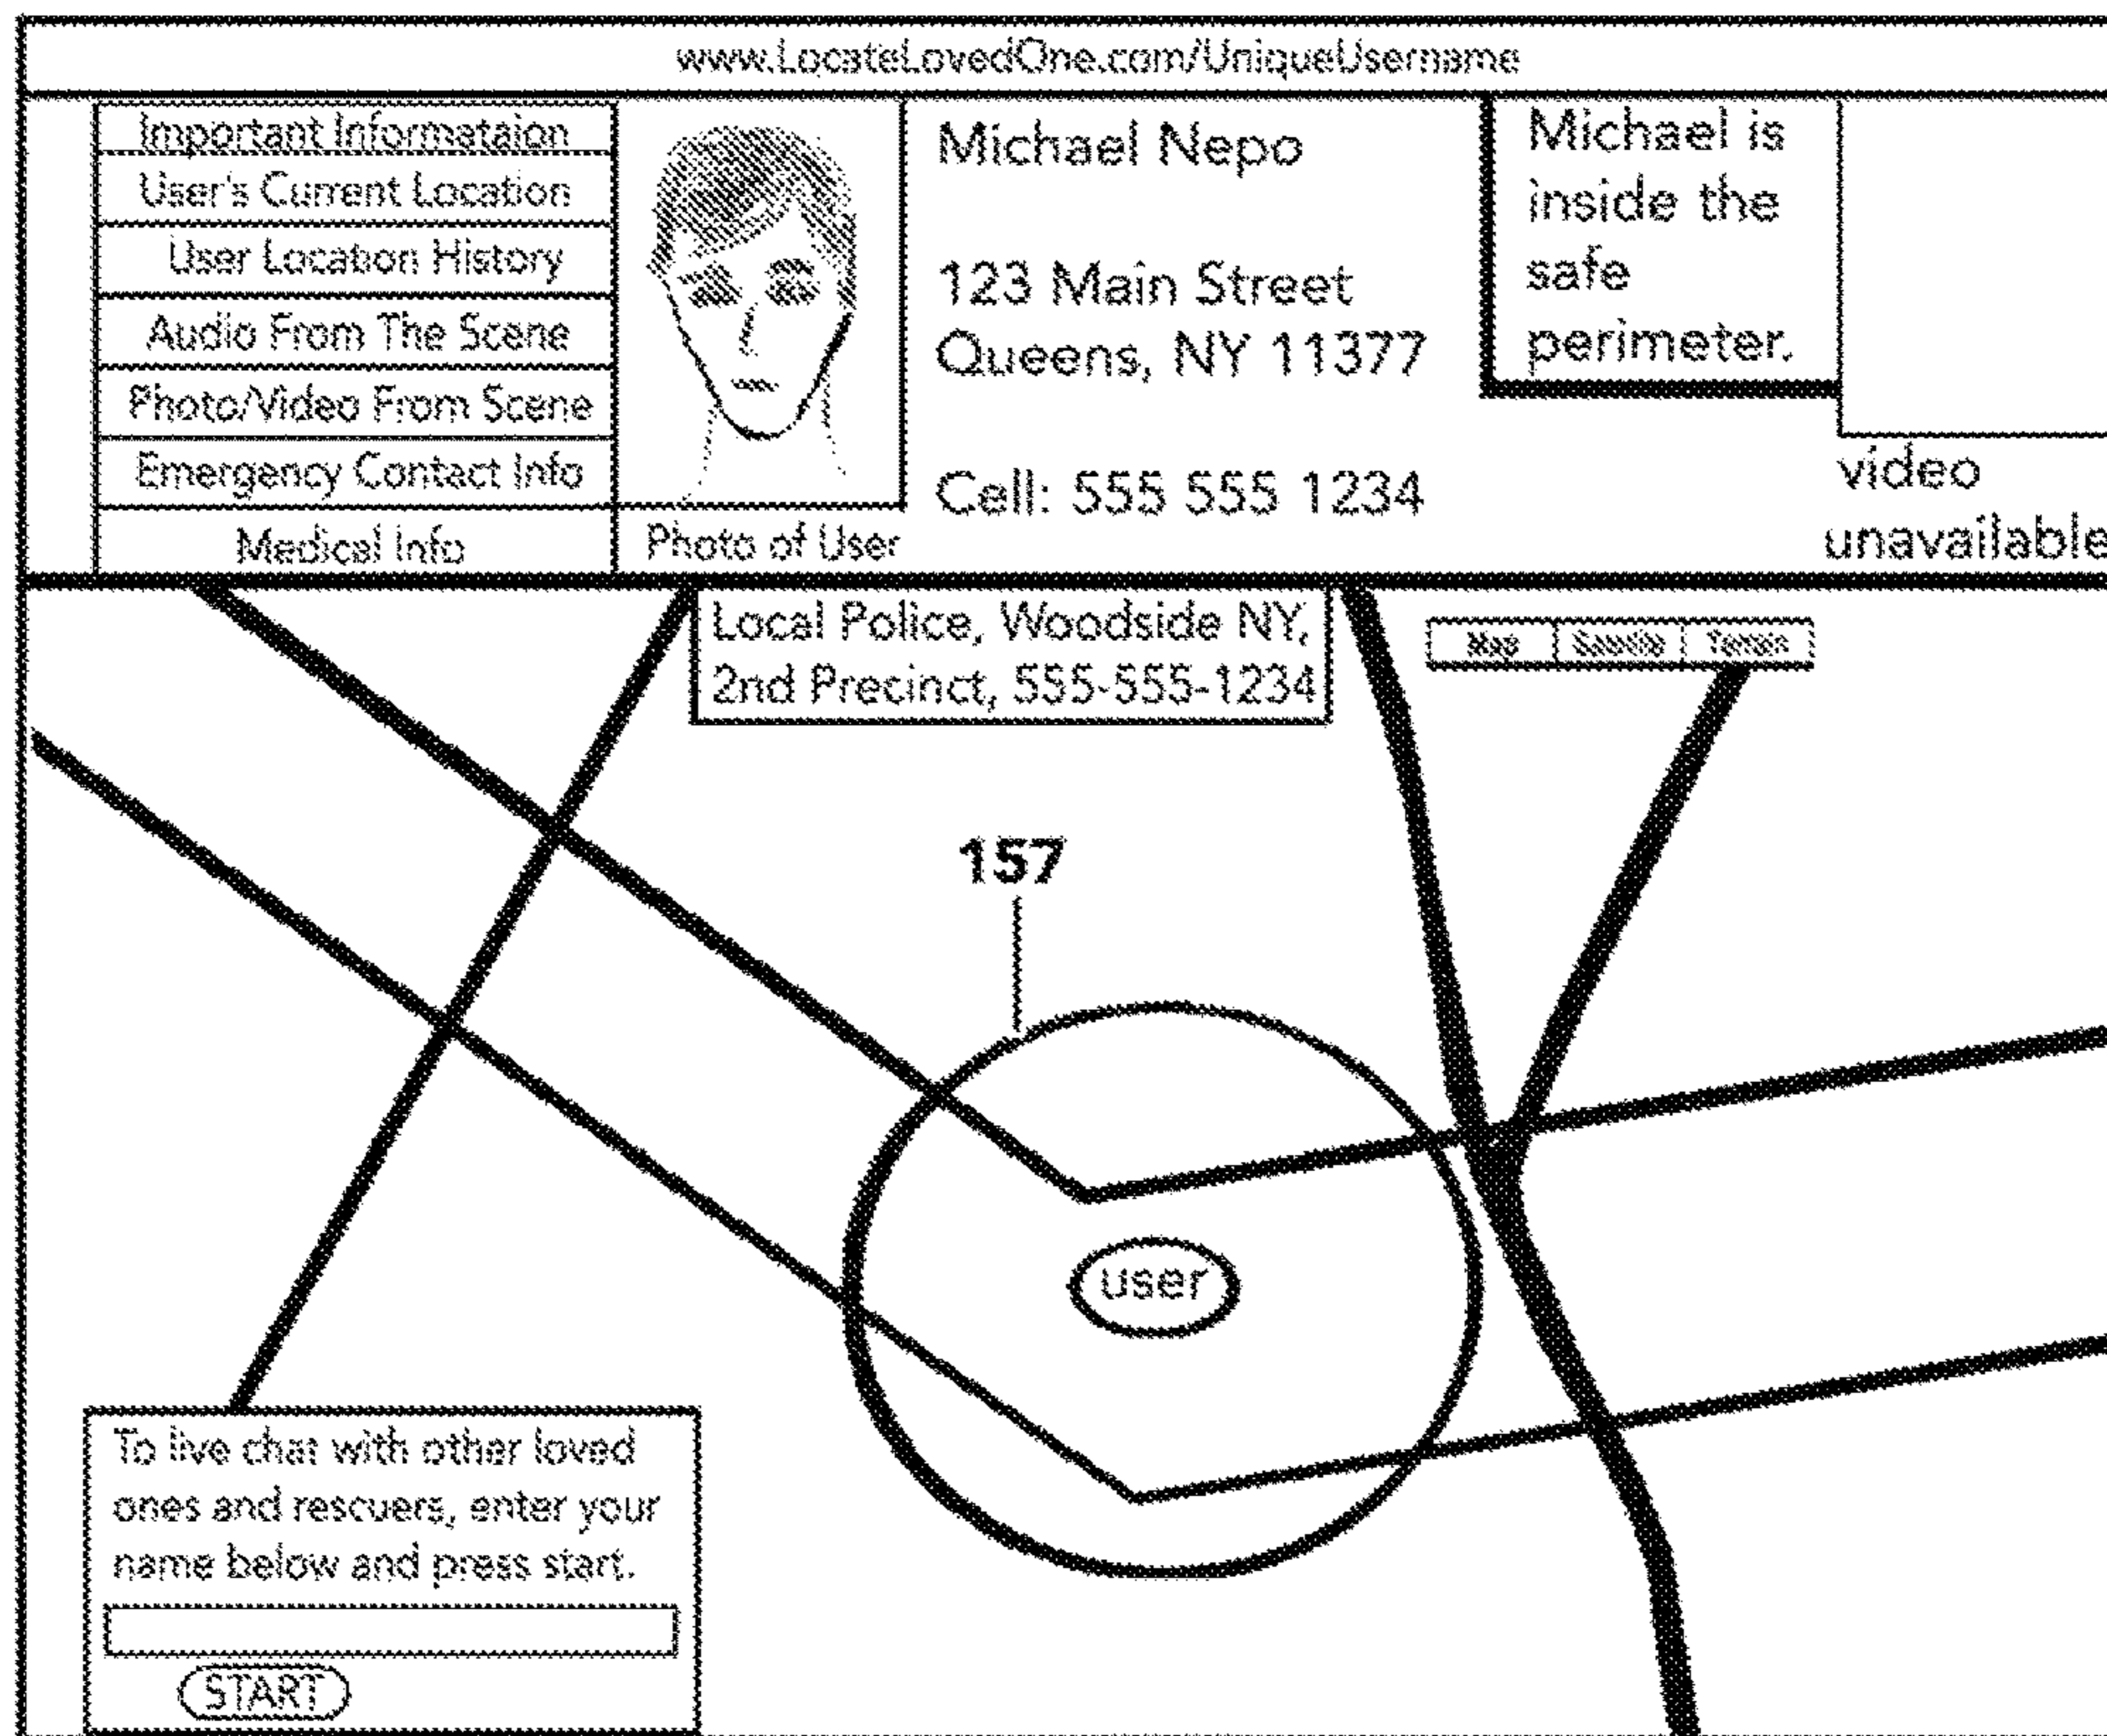 www.LocateLovedOne.com/UniqueUsername
Important Informataion
User's Current Location
User Location History
Audio From The Scene
Photo/Video From Scene
Emergency Contact Info
Medical Info
Photo of User
Michael Nepo
123 Main Street
Queens, NY 11377
Cell: 555 555 1234
Michael is
inside the
safe
perimeter.
video
unavailable
Local Police, Woodside NY,
2nd Precinct, 555-555-1234
Map Satellite Terrain
157
user
To live chat with other loved
ones and rescuers, enter your
name below and press start.
START